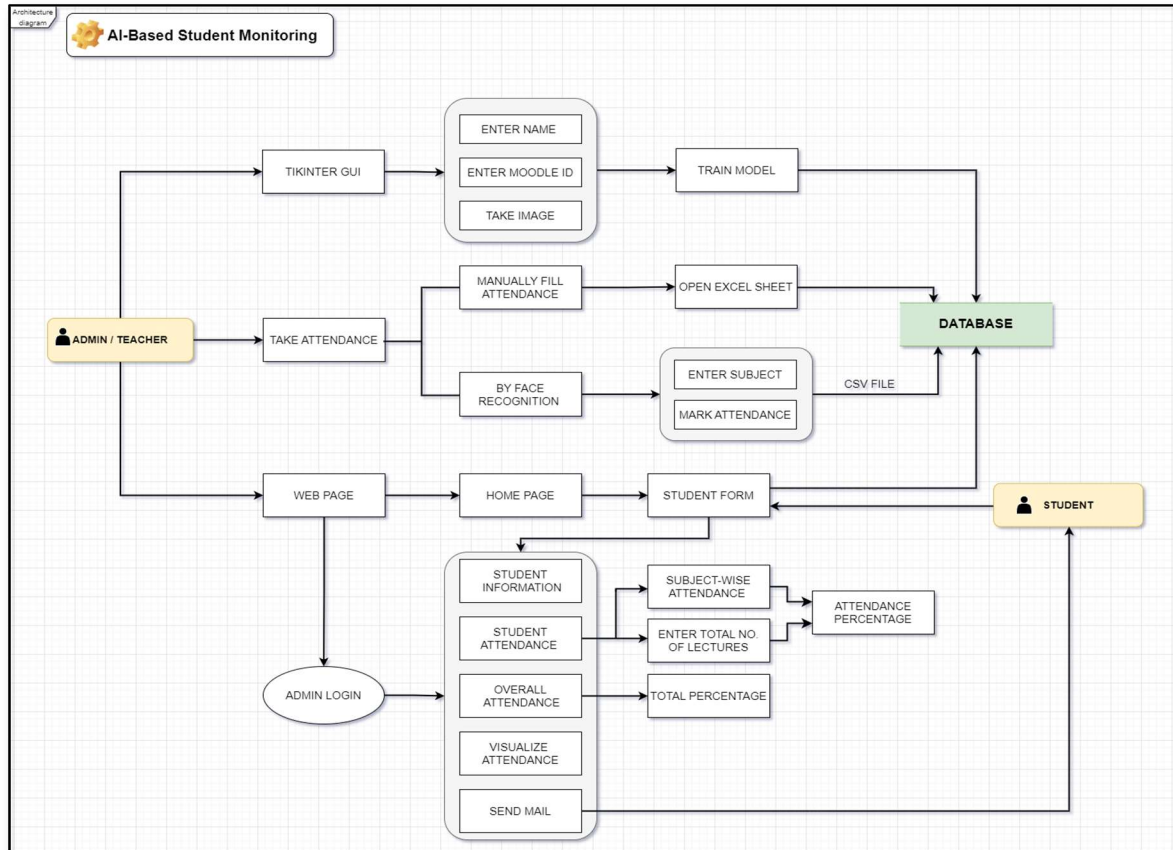 Architecture
diagram
AI-Based Student Monitoring
ENTER NAME
TIKINTER GUI
ENTER MOODLE ID
TRAIN MODEL
TAKE IMAGE
MANUALLY FILL
ATTENDANCE
OPEN EXCEL SHEET
DATABASE
ADMIN / TEACHER
TAKE ATTENDANCE
BY FACE
RECOGNITION
ENTER SUBJECT
MARK ATTENDANCE
CSV FILE
WEB PAGE
HOME PAGE
STUDENT FORM
STUDENT
STUDENT
INFORMATION
SUBJECT-WISE
ATTENDANCE
ATTENDANCE
PERCENTAGE
STUDENT
ATTENDANCE
ENTER TOTAL NO.
OF LECTURES
ADMIN LOGIN
OVERALL
ATTENDANCE
TOTAL PERCENTAGE
VISUALIZE
ATTENDANCE
SEND MAIL